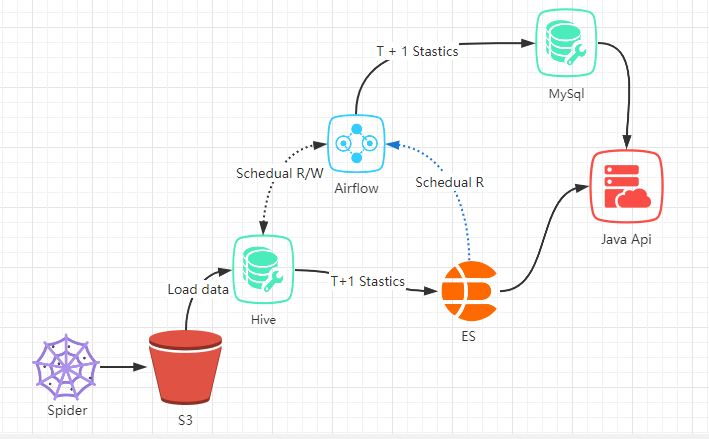 T + 1 Stastics
MySql
Schedual R/W
Airflow
Schedual R
Java Api
Load data
Hive
T+1 Stastics
ES
Spider
S3